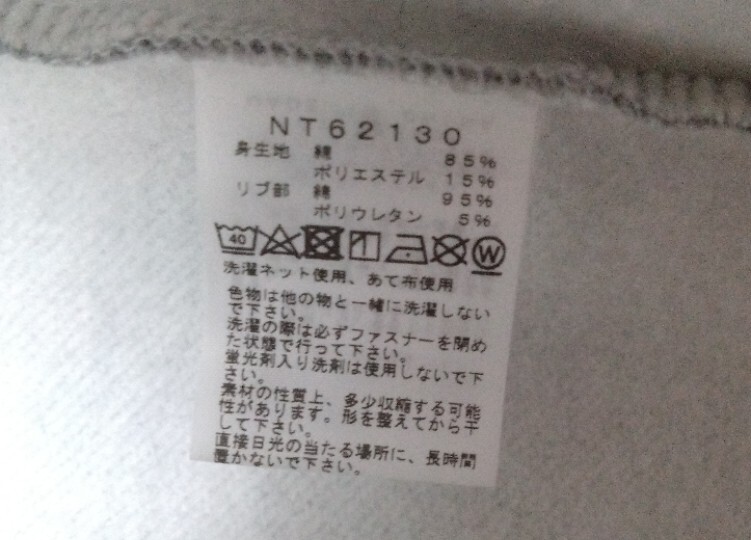 NT62130
身生地 綿 85%
ポリエステル 15%
リブ部 綿 95%
ポリウレタン 5%
40 W
洗濯ネット使用、あて布使用
色物は他の物と一緒に洗濯しない
で下さい。
洗濯の際は必ずファスナーを閉め
た状態で行って下さい。
蛍光剤入り洗剤は使用しないで下
さい。
素材の性質上、多少収縮する可能
性があります。形を整えてから干
して下さい。
直接日光の当たる場所に、長時間
置かないで下さい。